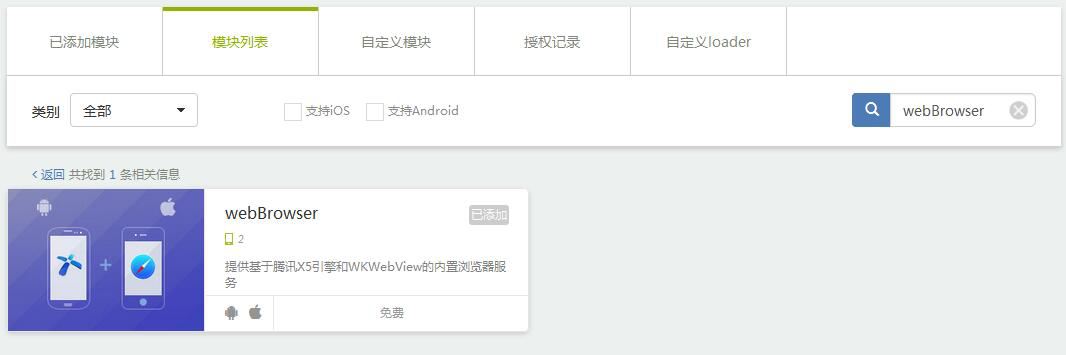 已添加模块 模块列表 自定义模块 授权记录 自定义loader
类别 全部 支持iOS 支持Android webBrowser
< 返回 共找到 1 条相关信息
webBrowser 已添加
2
提供基于腾讯X5引擎和WKWebView的内置浏览器服
务
免费